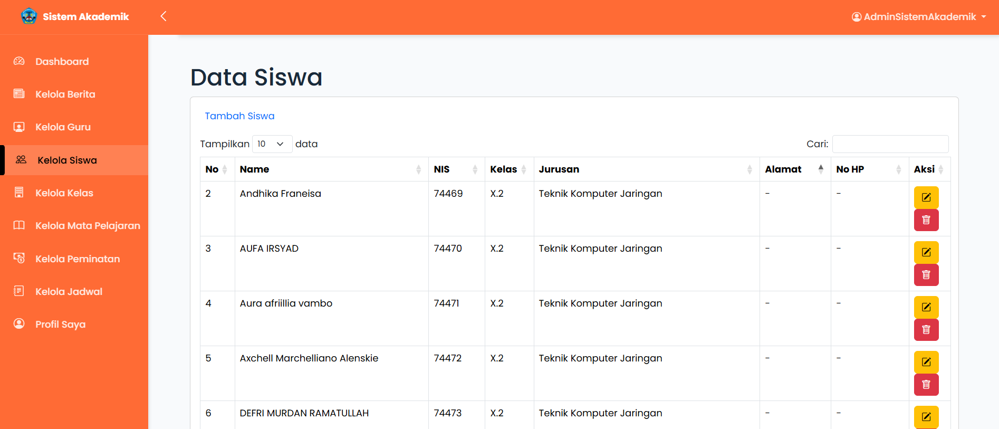 Sistem Akademik
AdminSistemAkademik
Dashboard
Kelola Berita
Kelola Guru
Kelola Siswa
Kelola Kelas
Kelola Mata Pelajaran
Kelola Peminatan
Kelola Jadwal
Profil Saya
Data Siswa
Tambah Siswa
Tampilkan 10 data
Cari:
No Name NIS Kelas Jurusan Alamat No HP Aksi
2 Andhika Franeisa 74469 X.2 Teknik Komputer Jaringan - -
3 AUFA IRSYAD 74470 X.2 Teknik Komputer Jaringan - -
4 Aura afriillia vambo 74471 X.2 Teknik Komputer Jaringan - -
5 Axchell Marchelliano Alenskie 74472 X.2 Teknik Komputer Jaringan - -
6 DEFRI MURDAN RAMATULLAH 74473 X.2 Teknik Komputer Jaringan - -